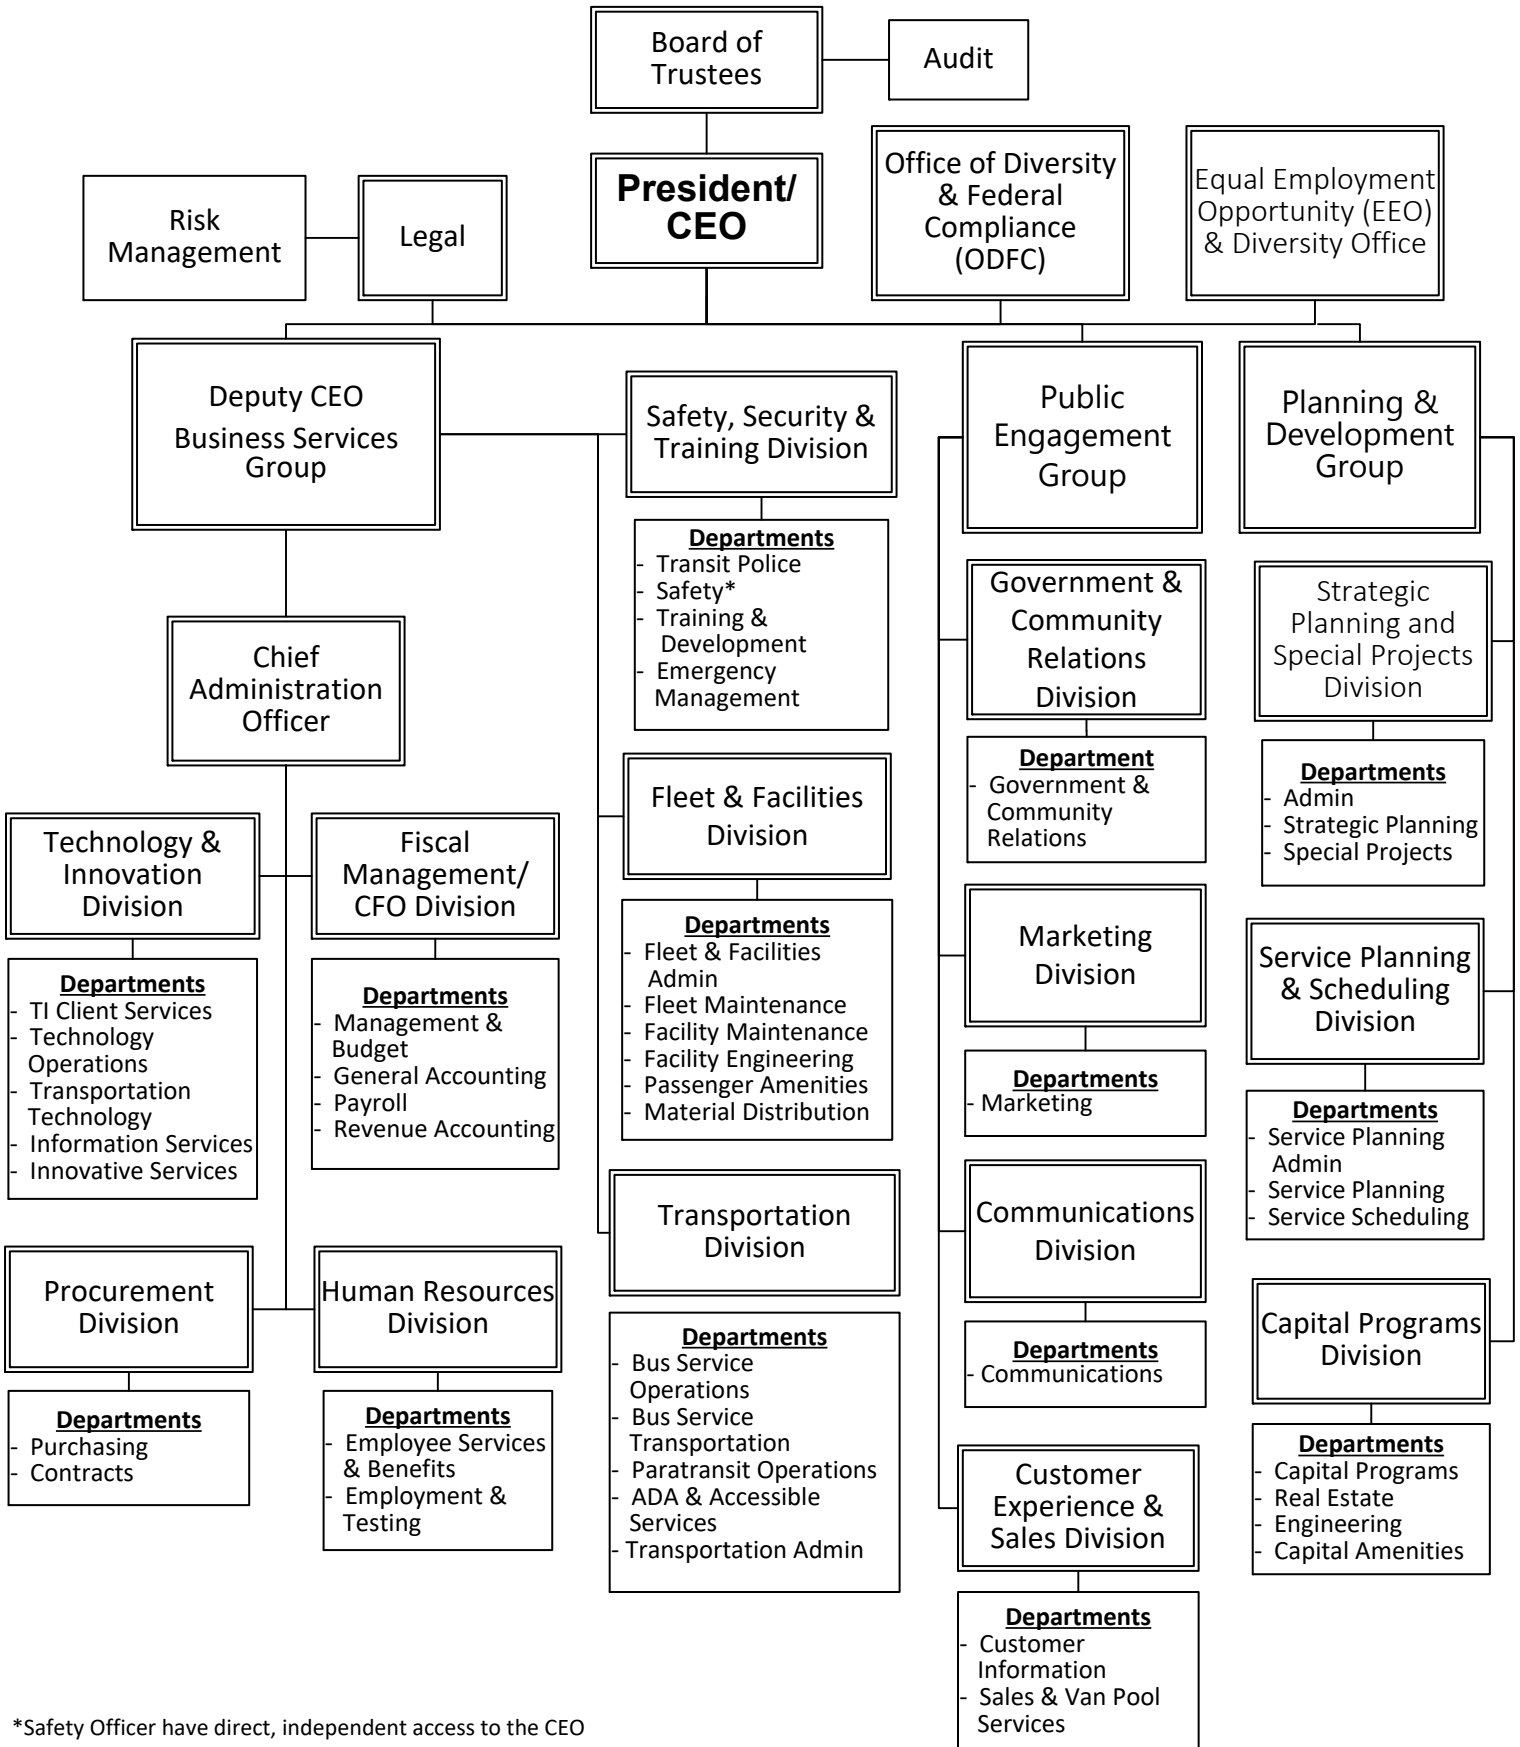 Board of
Trustees
Audit
President/
CEO
Office of Diversity
& Federal
Compliance
(ODFC)
Equal Employment
Opportunity (EEO)
& Diversity Office
Risk
Management
Legal
Deputy CEO
Business Services
Group
Safety, Security &
Training Division
Departments
- Transit Police
- Safety*
- Training &
Development
- Emergency
Management
Public
Engagement
Group
Planning &
Development
Group
Chief
Administration
Officer
Government &
Community
Relations
Division
Department
- Government &
Community
Relations
Strategic
Planning and
Special Projects
Division
Departments
- Admin
- Strategic Planning
- Special Projects
Technology &
Innovation
Division
Departments
- TI Client Services
- Technology
Operations
- Transportation
Technology
- Information Services
- Innovative Services
Fiscal
Management/
CFO Division
Departments
- Management &
Budget
- General Accounting
- Payroll
- Revenue Accounting
Fleet & Facilities
Division
Departments
- Fleet & Facilities
Admin
- Fleet Maintenance
- Facility Maintenance
- Facility Engineering
- Passenger Amenities
- Material Distribution
Marketing
Division
Departments
- Marketing
Service Planning
& Scheduling
Division
Departments
- Service Planning
Admin
- Service Planning
- Service Scheduling
Procurement
Division
Departments
- Purchasing
- Contracts
Human Resources
Division
Departments
- Employee Services
& Benefits
- Employment &
Testing
Transportation
Division
Departments
- Bus Service
Operations
- Bus Service
Transportation
- Paratransit Operations
- ADA & Accessible
Services
- Transportation Admin
Communications
Division
Departments
- Communications
Capital Programs
Division
Departments
- Capital Programs
- Real Estate
- Engineering
- Capital Amenities
Customer
Experience &
Sales Division
Departments
- Customer
Information
- Sales & Van Pool
Services
*Safety Officer have direct, independent access to the CEO